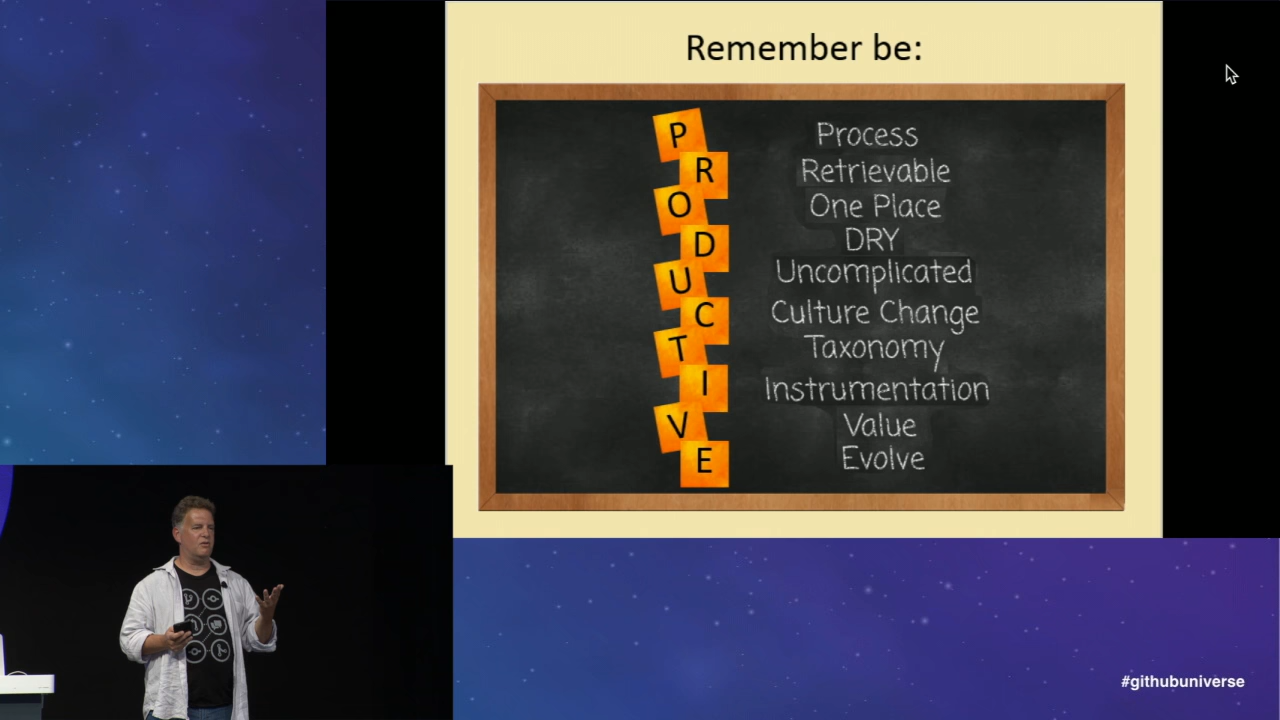 Remember be:
P Process
R Retrievable
O One Place
D DRY
U Uncomplicated
C Culture Change
T Taxonomy
I Instrumentation
V Value
E Evolve
#githubuniverse